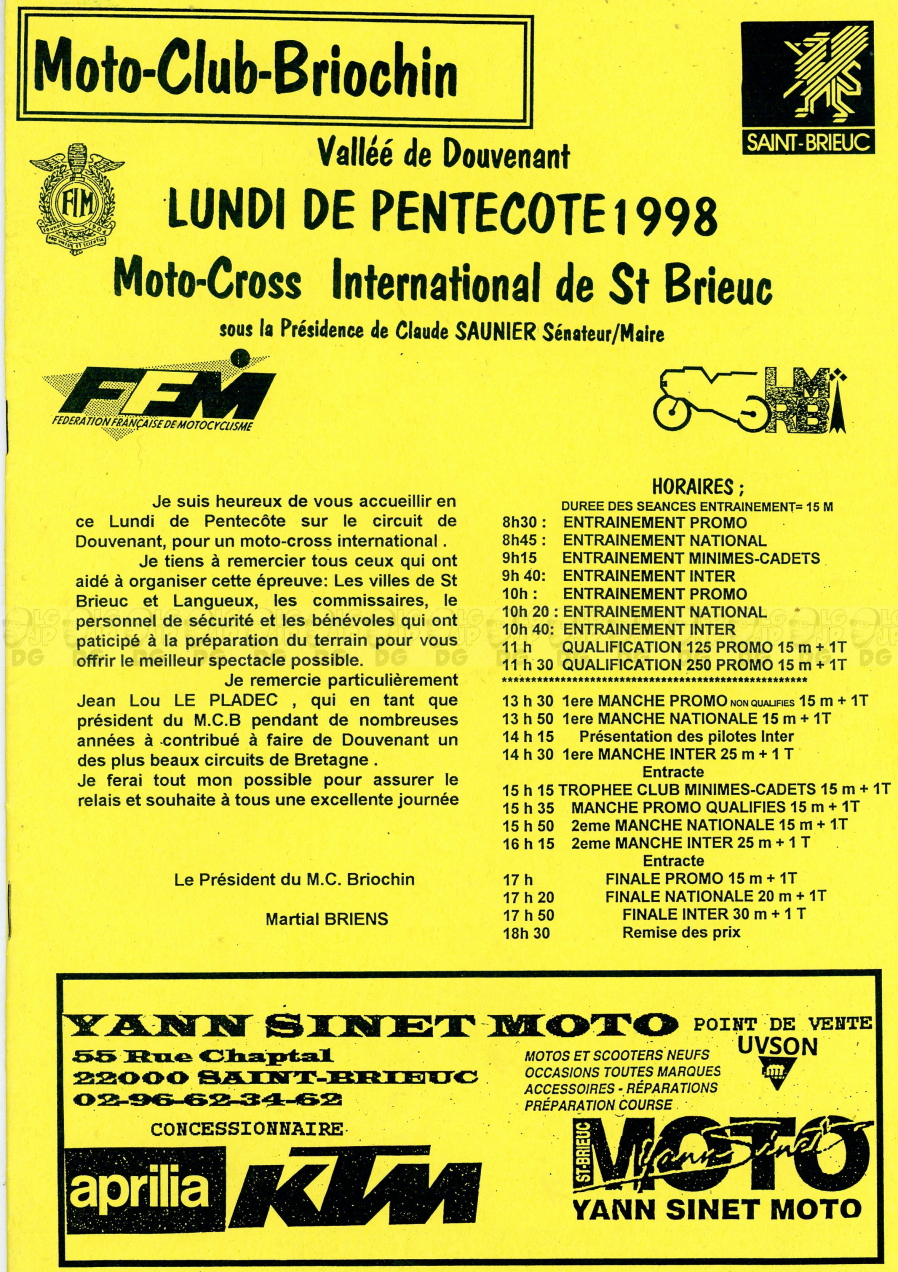 Moto-Club-Briochin
SAINT-BRIEUC
Valléé de Douvenant
FIM
LUNDI DE PENTECOTE 1998
Moto-Cross International de St Brieuc
sous la Présidence de Claude SAUNIER Sénateur/Maire
FFM
FEDERATION FRANÇAISE DE MOTOCYCLISME
LM
RB
Je suis heureux de vous accueillir en
ce Lundi de Pentecôte sur le circuit de
Douvenant, pour un moto-cross international .
Je tiens à remercier tous ceux qui ont
aidé à organiser cette épreuve: Les villes de St
Brieuc et Langueux, les commissaires, le
personnel de sécurité et les bénévoles qui ont
paticipé à la préparation du terrain pour vous
offrir le meilleur spectacle possible.
Je remercie particulièrement
Jean Lou LE PLADEC , qui en tant que
président du M.C.B pendant de nombreuses
années à contribué à faire de Douvenant un
des plus beaux circuits de Bretagne .
Je ferai tout mon possible pour assurer le
relais et souhaite à tous une excellente journée
Le Président du M.C. Briochin
Martial BRIENS
HORAIRES ;
DUREE DES SEANCES ENTRAINEMENT= 15 M
8h30 : ENTRAINEMENT PROMO
8h45 : ENTRAINEMENT NATIONAL
9h15 ENTRAINEMENT MINIMES-CADETS
9h 40: ENTRAINEMENT INTER
10h : ENTRAINEMENT PROMO
10h 20 : ENTRAINEMENT NATIONAL
10h 40: ENTRAINEMENT INTER
11 h QUALIFICATION 125 PROMO 15 m + 1T
11 h 30 QUALIFICATION 250 PROMO 15 m + 1T
****************************************************
13 h 30 1ere MANCHE PROMO NON QUALIFIES 15 m + 1T
13 h 50 1ere MANCHE NATIONALE 15 m + 1T
14 h 15 Présentation des pilotes Inter
14 h 30 1ere MANCHE INTER 25 m + 1 T
Entracte
15 h 15 TROPHEE CLUB MINIMES-CADETS 15 m + 1T
15 h 35 MANCHE PROMO QUALIFIES 15 m + 1T
15 h 50 2eme MANCHE NATIONALE 15 m + 1T
16 h 15 2eme MANCHE INTER 25 m + 1 T
Entracte
17 h FINALE PROMO 15 m + 1T
17 h 20 FINALE NATIONALE 20 m + 1T
17 h 50 FINALE INTER 30 m + 1 T
18h 30 Remise des prix
YANN SINET MOTO
55 Rue Chaptal
22000 SAINT-BRIEUC
02-96-62-34-62
CONCESSIONNAIRE
aprilia KTM
POINT DE VENTE
UVSON
MOTOS ET SCOOTERS NEUFS
OCCASIONS TOUTES MARQUES
ACCESSOIRES - RÉPARATIONS
PRÉPARATION COURSE
ST-BRIEUC
MOTO
Yann Sinet
YANN SINET MOTO